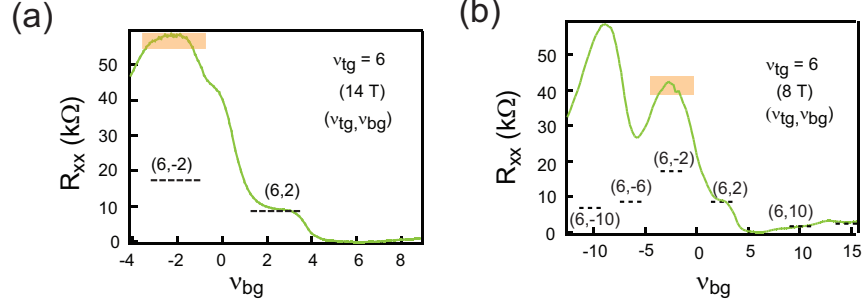 (a)
R_xx (kΩ)
50
40
30
20
10
0
-4
-2
0
2
4
6
8
ν_bg
ν_tg = 6
(14 T)
(ν_tg,ν_bg)
(6,-2)
(6,2)
(b)
R_xx (kΩ)
50
40
30
20
10
0
-10
-5
0
5
10
15
ν_bg
ν_tg = 6
(8 T)
(ν_tg,ν_bg)
(6,-2)
(6,-6)
(6,2)
(6,-10)
(6,10)